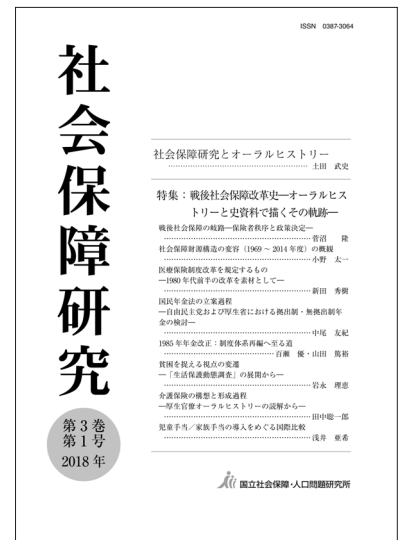 ISSN 0387-3064
社会保障研究
第3巻
第1号
2018年
社会保障研究とオーラルヒストリー
土田 武史
特集：戦後社会保障改革史―オーラルヒス
トリーと史資料で描くその軌跡―
戦後社会保障の岐路―保険者秩序と政策決定―
菅沼 隆
社会保障財源構造の変容（1969～2014年度）の概観
小野 太一
医療保険制度改革を規定するもの
―1980年代前半の改革を素材として―
新田 秀樹
国民年金法の立案過程
―自由民主党および厚生省における拠出制・無拠出制年
金の検討―
中尾 友紀
1985年年金改正：制度体系再編へ至る道
百瀬 優・山田 篤裕
貧困を捉える視点の変遷
―「生活保護動態調査」の展開から―
岩永 理恵
介護保険の構想と形成過程
―厚生官僚オーラルヒストリーの読解から―
田中聡一郎
児童手当／家族手当の導入をめぐる国際比較
浅井 亜希
国立社会保障・人口問題研究所